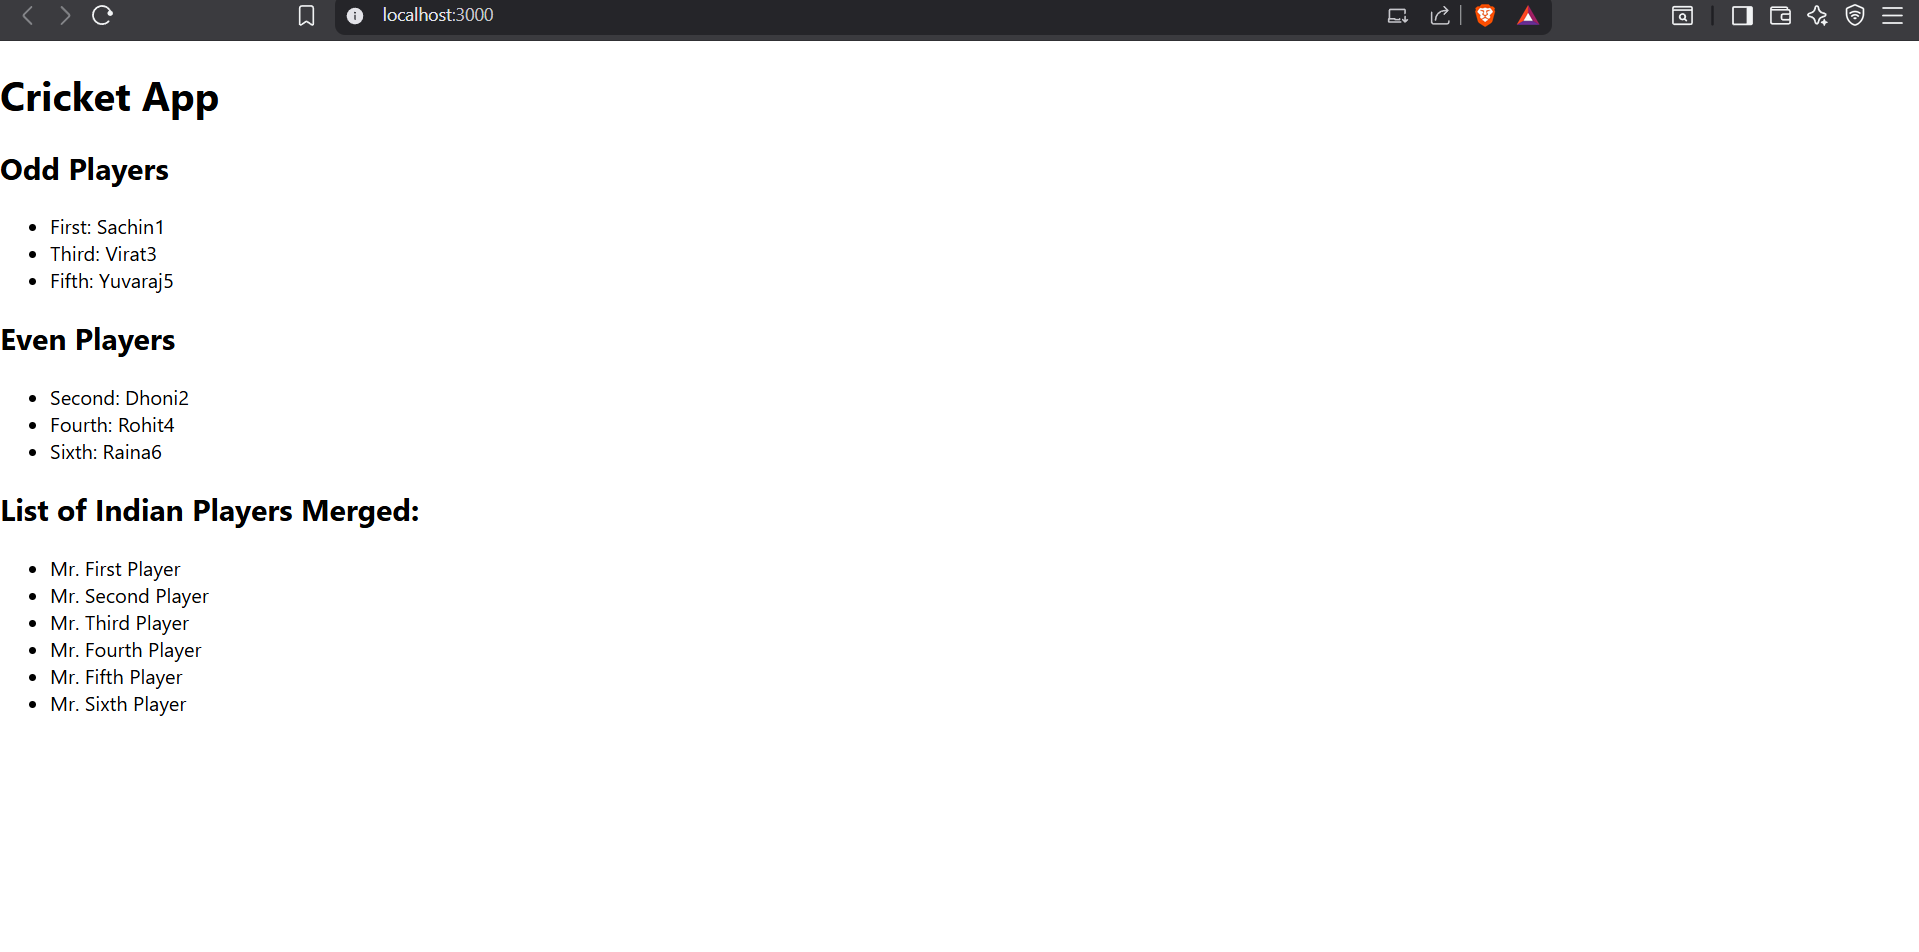 localhost:3000
Cricket App
Odd Players
First: Sachin1
Third: Virat3
Fifth: Yuvaraj5
Even Players
Second: Dhoni2
Fourth: Rohit4
Sixth: Raina6
List of Indian Players Merged:
Mr. First Player
Mr. Second Player
Mr. Third Player
Mr. Fourth Player
Mr. Fifth Player
Mr. Sixth Player